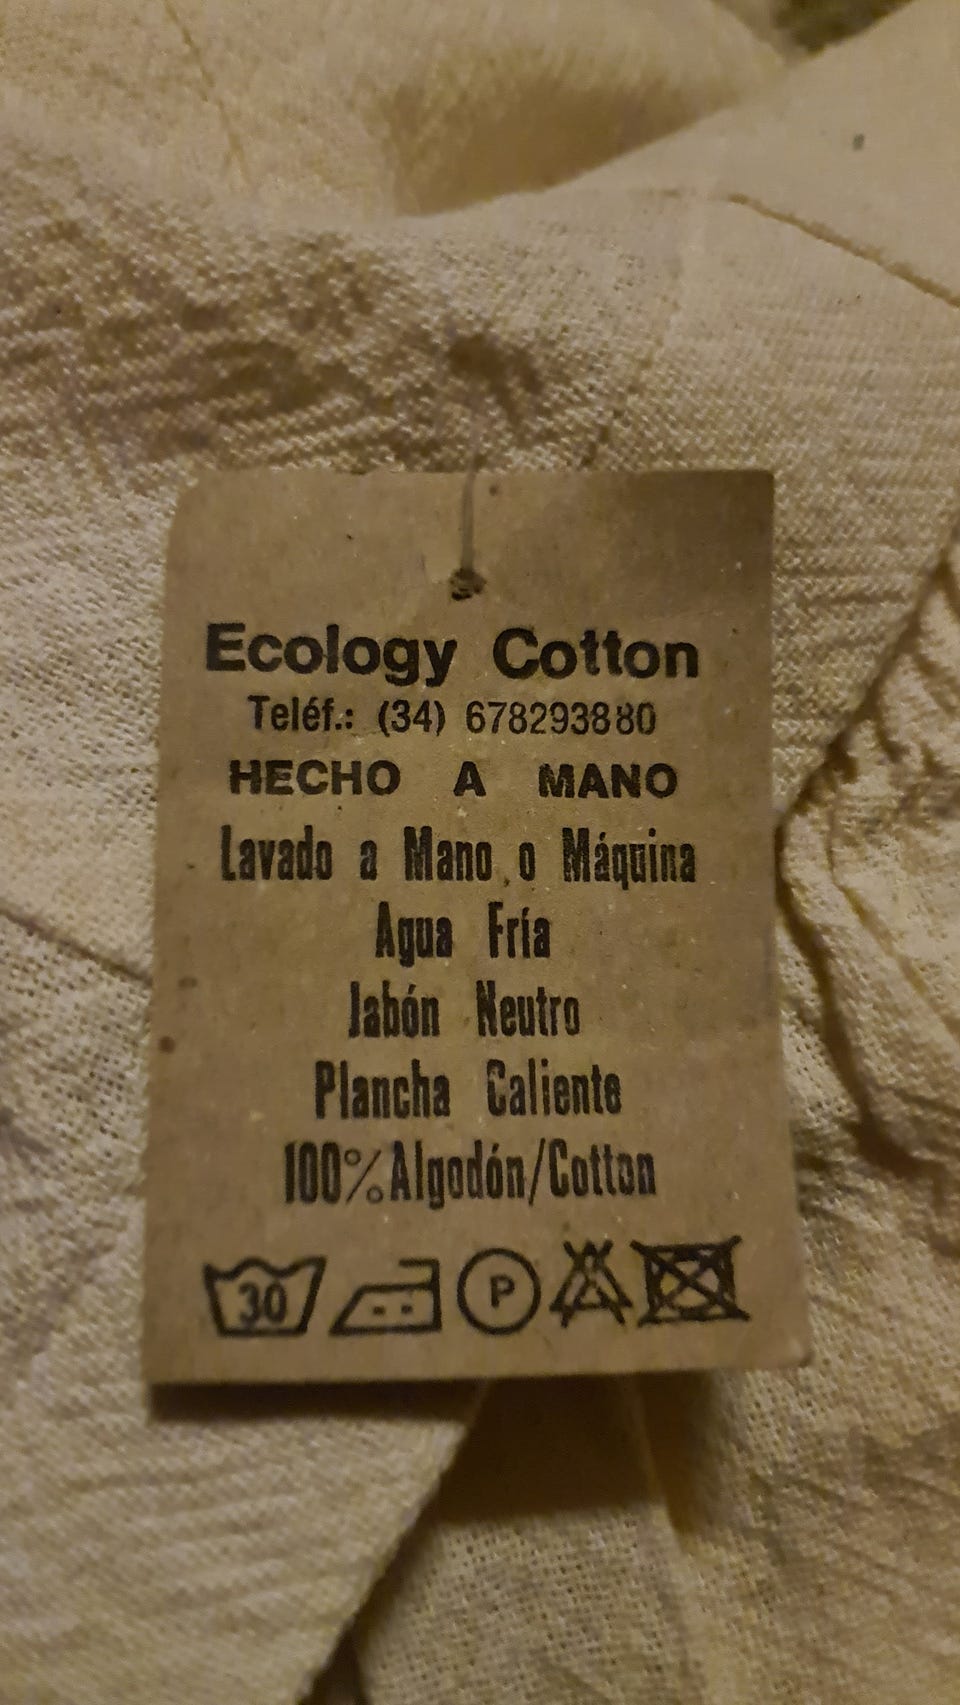 Ecology Cotton
Teléf.: (34) 678293880
HECHO A MANO
Lavado a Mano o Máquina
Agua Fría
Jabón Neutro
Plancha Caliente
100% Algodón/Cotton
30 P